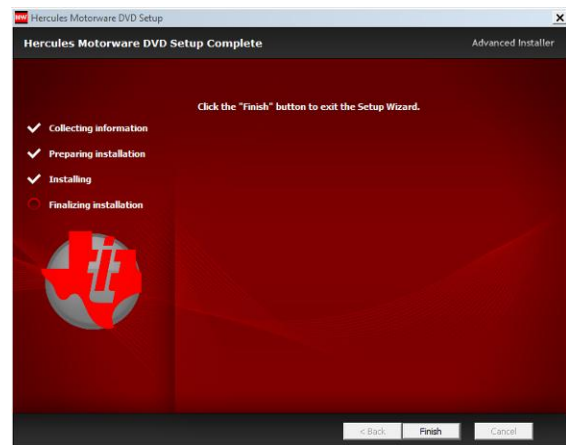 Hercules Motorware DVD Setup
Hercules Motorware DVD Setup Complete
Advanced Installer
Click the "Finish" button to exit the Setup Wizard.
Collecting information
Preparing installation
Installing
Finalizing installation
< Back
Finish
Cancel